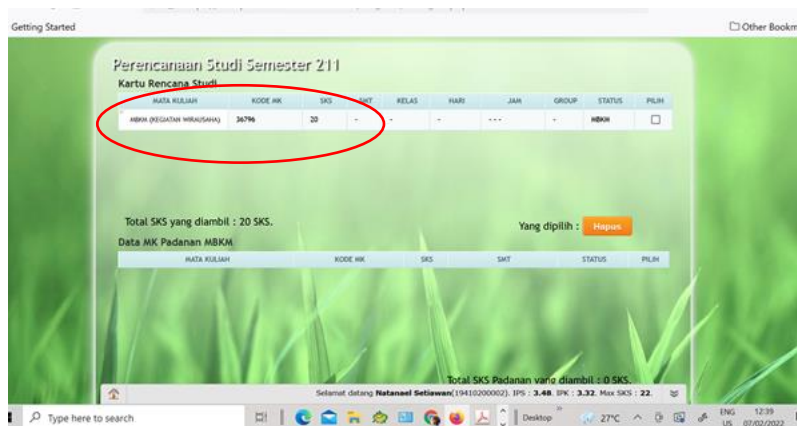 Getting Started
Other Bookm
Perencanaan Studi Semester 211
Kartu Rencana Studi
MATA KULIAH KODE MK SKS SMT KELAS HARI JAM GROUP STATUS PILIH
MBKM (KEGIATAN WIRAUSAHA) 36796 20 - - - - - - - MBKM
Total SKS yang diambil : 20 SKS.
Yang dipilih : Hapus
Data MK Padanan MBKM
MATA KULIAH KODE MK SKS SMT STATUS PILIH
Total SKS Padanan yang diambil : 0 SKS.
Selamat datang Natanael Setiawan(19410200002). IPS : 3.48. IPK : 3.32. Max SKS : 22.
Type here to search
Desktop
27°C
ENG
US
12:39
07/02/2022